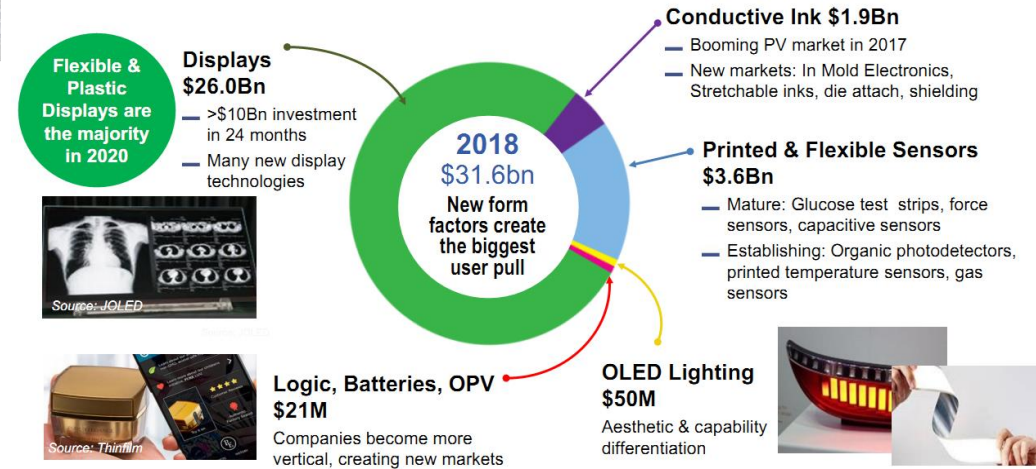 Flexible &
Plastic
Displays are
the majority
in 2020
Displays
$26.0Bn
>$10Bn investment
in 24 months
Many new display
technologies
Source: JOLED
Source: Thinfilm
2018
$31.6bn
New form
factors create
the biggest
user pull
Conductive Ink $1.9Bn
Booming PV market in 2017
New markets: In Mold Electronics,
Stretchable inks, die attach, shielding
Printed & Flexible Sensors
$3.6Bn
Mature: Glucose test strips, force
sensors, capacitive sensors
Establishing: Organic photodetectors,
printed temperature sensors, gas
sensors
Logic, Batteries, OPV
$21M
Companies become more
vertical, creating new markets
OLED Lighting
$50M
Aesthetic & capability
differentiation